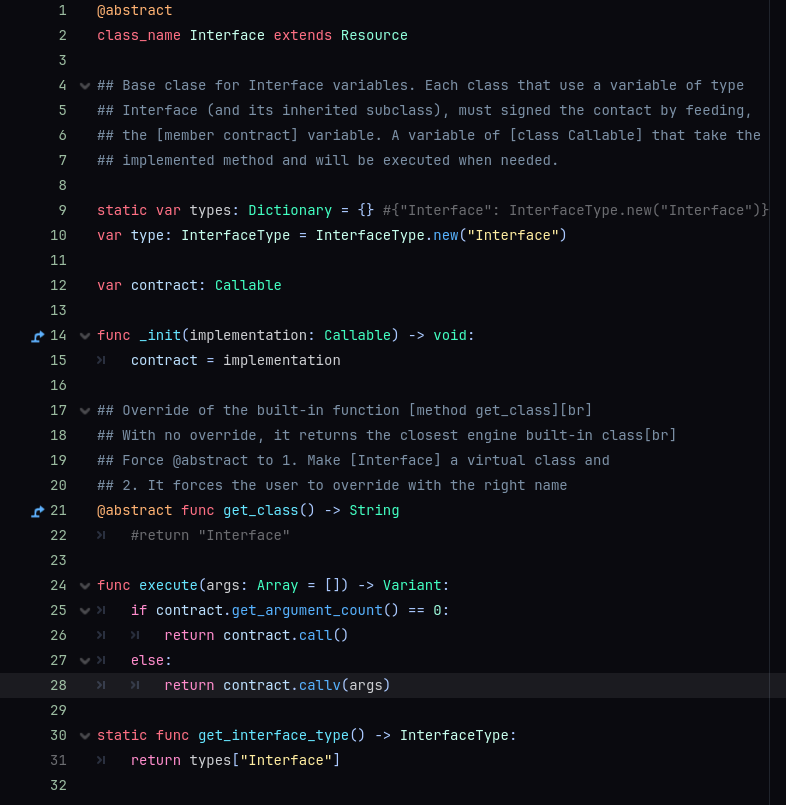 1 @abstract
2 class_name Interface extends Resource
3
4 ## Base clase for Interface variables. Each class that use a variable of type
5 ## Interface (and its inherited subclass), must signed the contact by feeding,
6 ## the [member contract] variable. A variable of [class Callable] that take the
7 ## implemented method and will be executed when needed.
8
9 static var types: Dictionary = {} #{"Interface": InterfaceType.new("Interface")}
10 var type: InterfaceType = InterfaceType.new("Interface")
11
12 var contract: Callable
13
14 func _init(implementation: Callable) -> void:
15 contract = implementation
16
17 ## Override of the built-in function [method get_class][br]
18 ## With no override, it returns the closest engine built-in class[br]
19 ## Force @abstract to 1. Make [Interface] a virtual class and
20 ## 2. It forces the user to override with the right name
21 @abstract func get_class() -> String
22 #return "Interface"
23
24 func execute(args: Array = []) -> Variant:
25 if contract.get_argument_count() == 0:
26 return contract.call()
27 else:
28 return contract.callv(args)
29
30 static func get_interface_type() -> InterfaceType:
31 return types["Interface"]
32